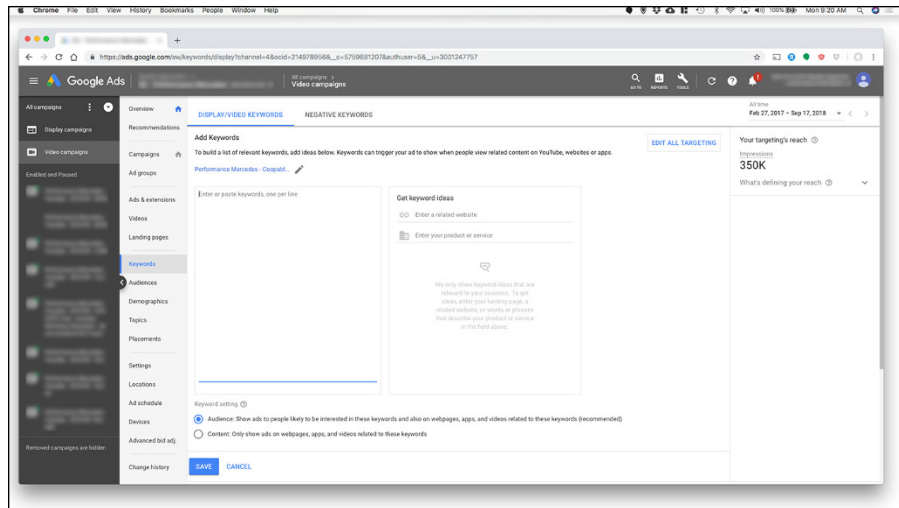 Chrome File Edit View History Bookmarks People Window Help
100% Mon 9:20 AM
https://ads.google.com/aw/keywords/display?channel=4&ocid=214978956&__c=5799681207&authuser=5&__u=3001247757
Google Ads
All campaigns >
Video campaigns
GO TO REPORTS TOOLS
All campaigns
Display campaigns
Video campaigns
Enabled and Paused
Removed campaigns are hidden
Overview
Recommendations
Campaigns
Ad groups
Ads & extensions
Videos
Landing pages
Keywords
Audiences
Demographics
Topics
Placements
Settings
Locations
Ad schedule
Devices
Advanced bid adj.
Change history
DISPLAY/VIDEO KEYWORDS NEGATIVE KEYWORDS
All time
Feb 27, 2017 – Sep 17, 2018
Add Keywords
EDIT ALL TARGETING
To build a list of relevant keywords, add ideas below. Keywords can trigger your ad to show when people view related content on YouTube, websites or apps.
Performance Mercedes - Coopabl...
Enter or paste keywords, one per line
Get keyword ideas
Enter a related website
Enter your product or service
We only show keyword ideas that are
relevant to your business. To get
ideas, enter your landing page, a
related website, or words or phrases
that describe your product or service
in the field above.
Keyword setting
Audience: Show ads to people likely to be interested in these keywords and also on webpages, apps, and videos related to these keywords (recommended)
Content: Only show ads on webpages, apps, and videos related to these keywords
SAVE CANCEL
Your targeting's reach
Impressions
350K
What's defining your reach